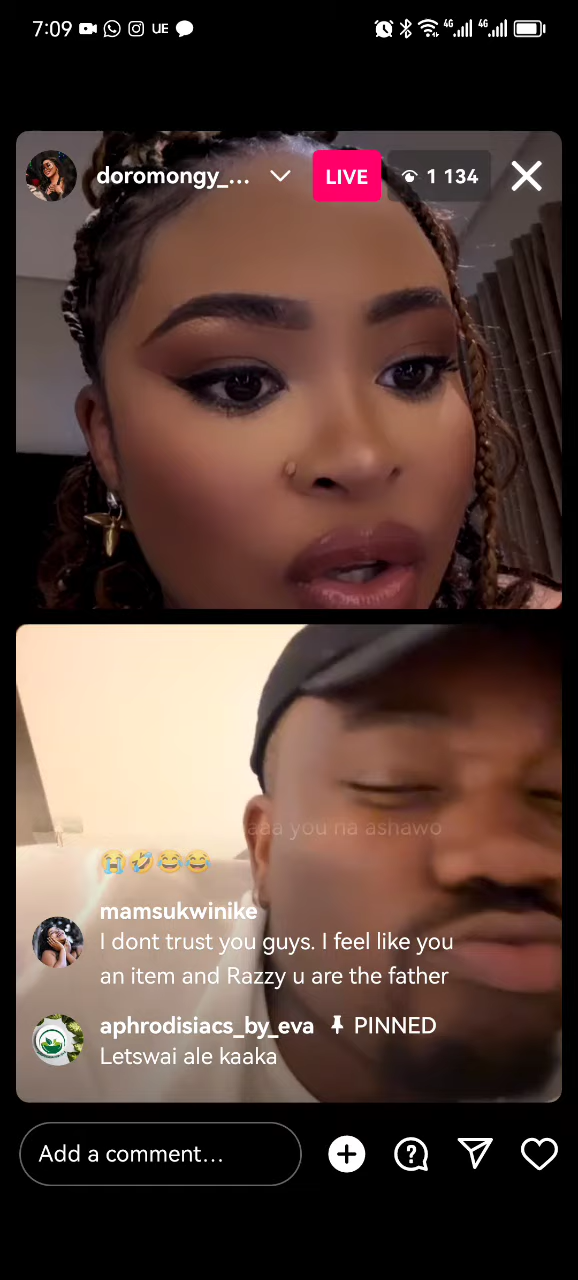 7:09 UE 4G 4G
doromongy_... LIVE 1 134
you na ashawo
😭🤣😂😂
mamsukwinike
I dont trust you guys. I feel like you
an item and Razzy u are the father
aphrodisiacs_by_eva PINNED
Letswai ale kaaka
Add a comment...